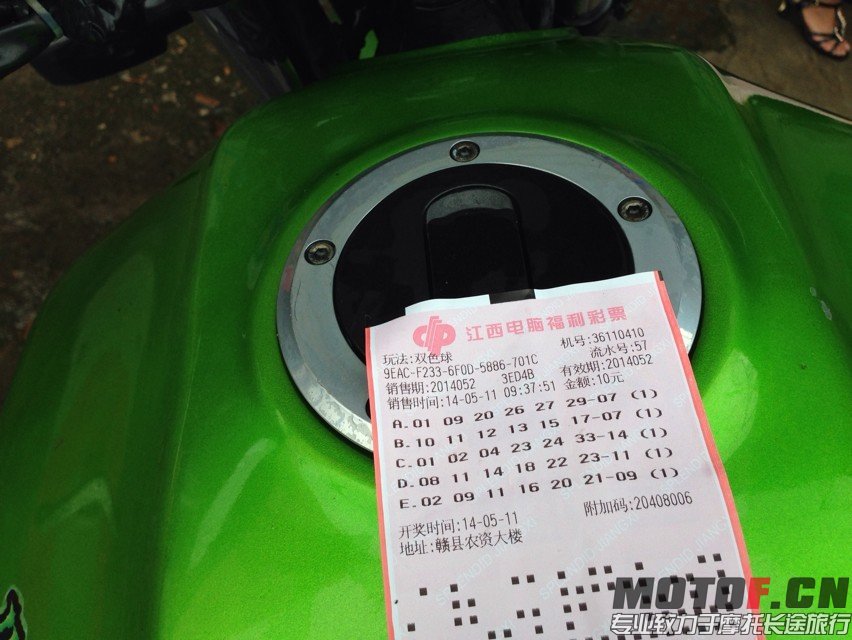 江西电脑福利彩票
玩法:双色球 机号:36110410
9EAC-F233-6F0D-5886-701C 流水号:57
销售期:2014052 3ED4B 有效期:2014052
销售时间:14-05-11 09:37:51 金额:10元
A.01 09 20 26 27 29-07 (1)
B.10 11 12 13 15 17-07 (1)
C.01 02 04 23 24 33-14 (1)
D.08 11 14 18 22 23-11 (1)
E.02 09 11 16 20 21-09 (1)
开奖时间:14-05-11 附加码:20408006
地址:赣县农资大楼
MOTOF.CN
专业致力于摩托长途旅行